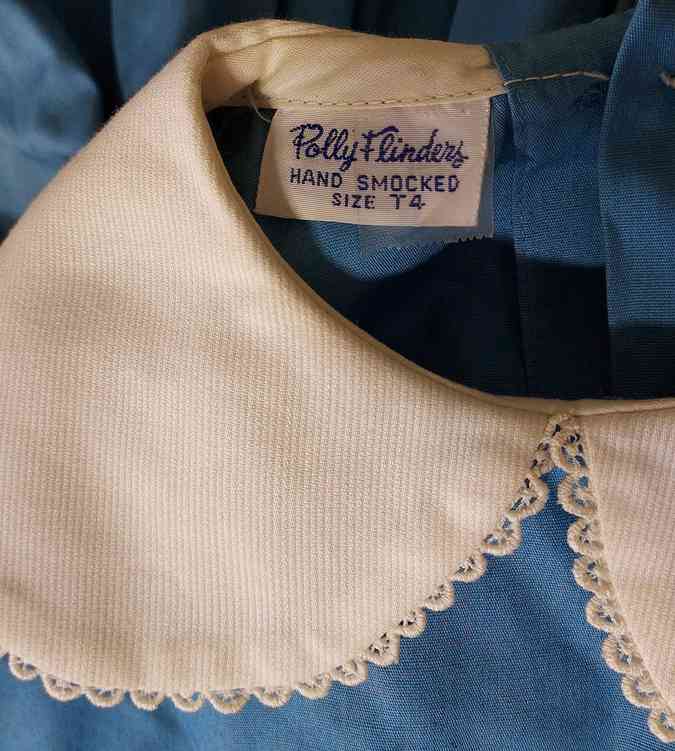 Polly Flinders
HAND SMOCKED
SIZE T4